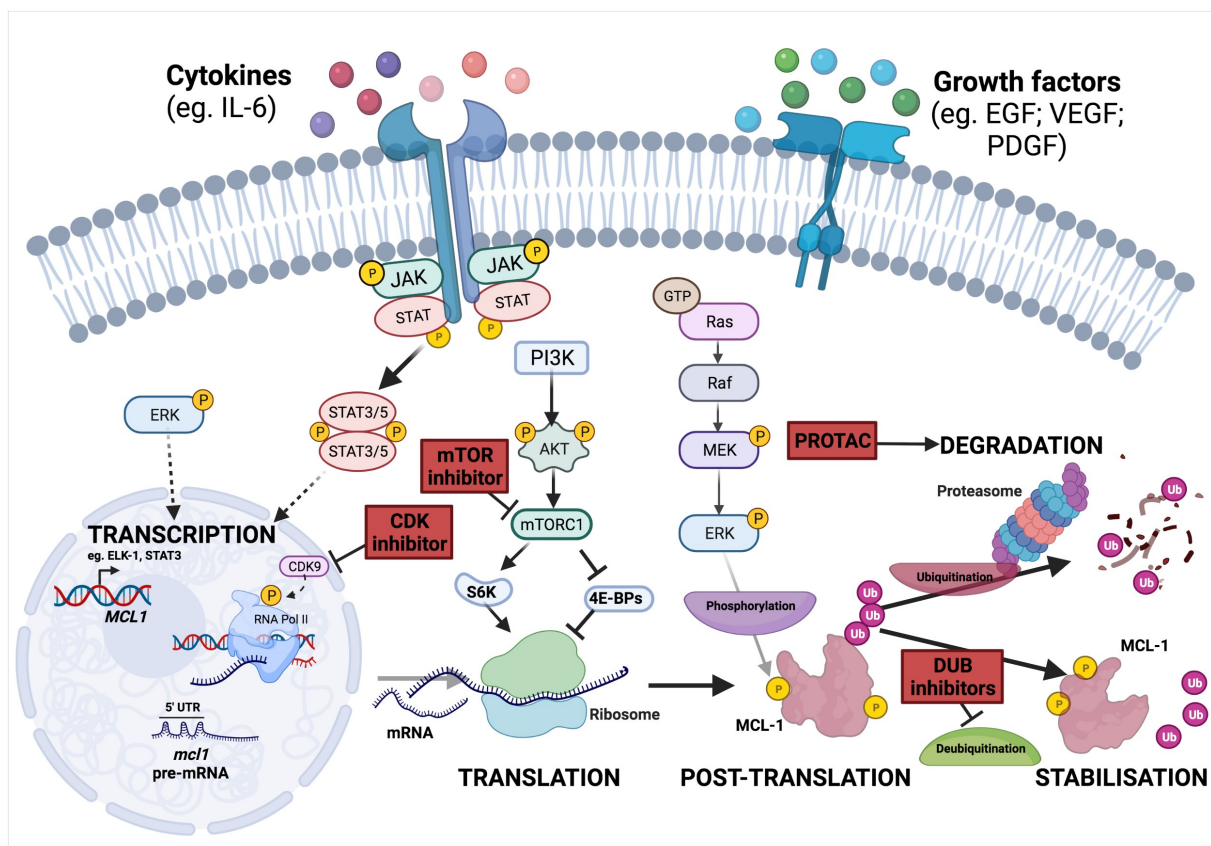 Cytokines
(eg. IL-6)
Growth factors
(eg. EGF; VEGF;
PDGF)
P
JAK
STAT
P
JAK
P
STAT
P
ERK
P
STAT3/5
P
P
STAT3/5
PI3K
P
P
AKT
mTOR
inhibitor
mTORC1
S6K
4E-BPs
GTP
Ras
Raf
MEK
P
ERK
P
Phosphorylation
PROTAC
DEGRADATION
Proteasome
Ub
Ub
Ub
Ubiquitination
TRANSCRIPTION
eg. ELK-1, STAT3
MCL1
CDK
inhibitor
CDK9
P
RNA Pol II
5' UTR
mcl1
pre-mRNA
mRNA
Ribosome
TRANSLATION
Ub
Ub
Ub
P
P
MCL-1
POST-TRANSLATION
DUB
inhibitors
Deubiquitination
MCL-1
P
P
Ub
Ub
Ub
STABILISATION